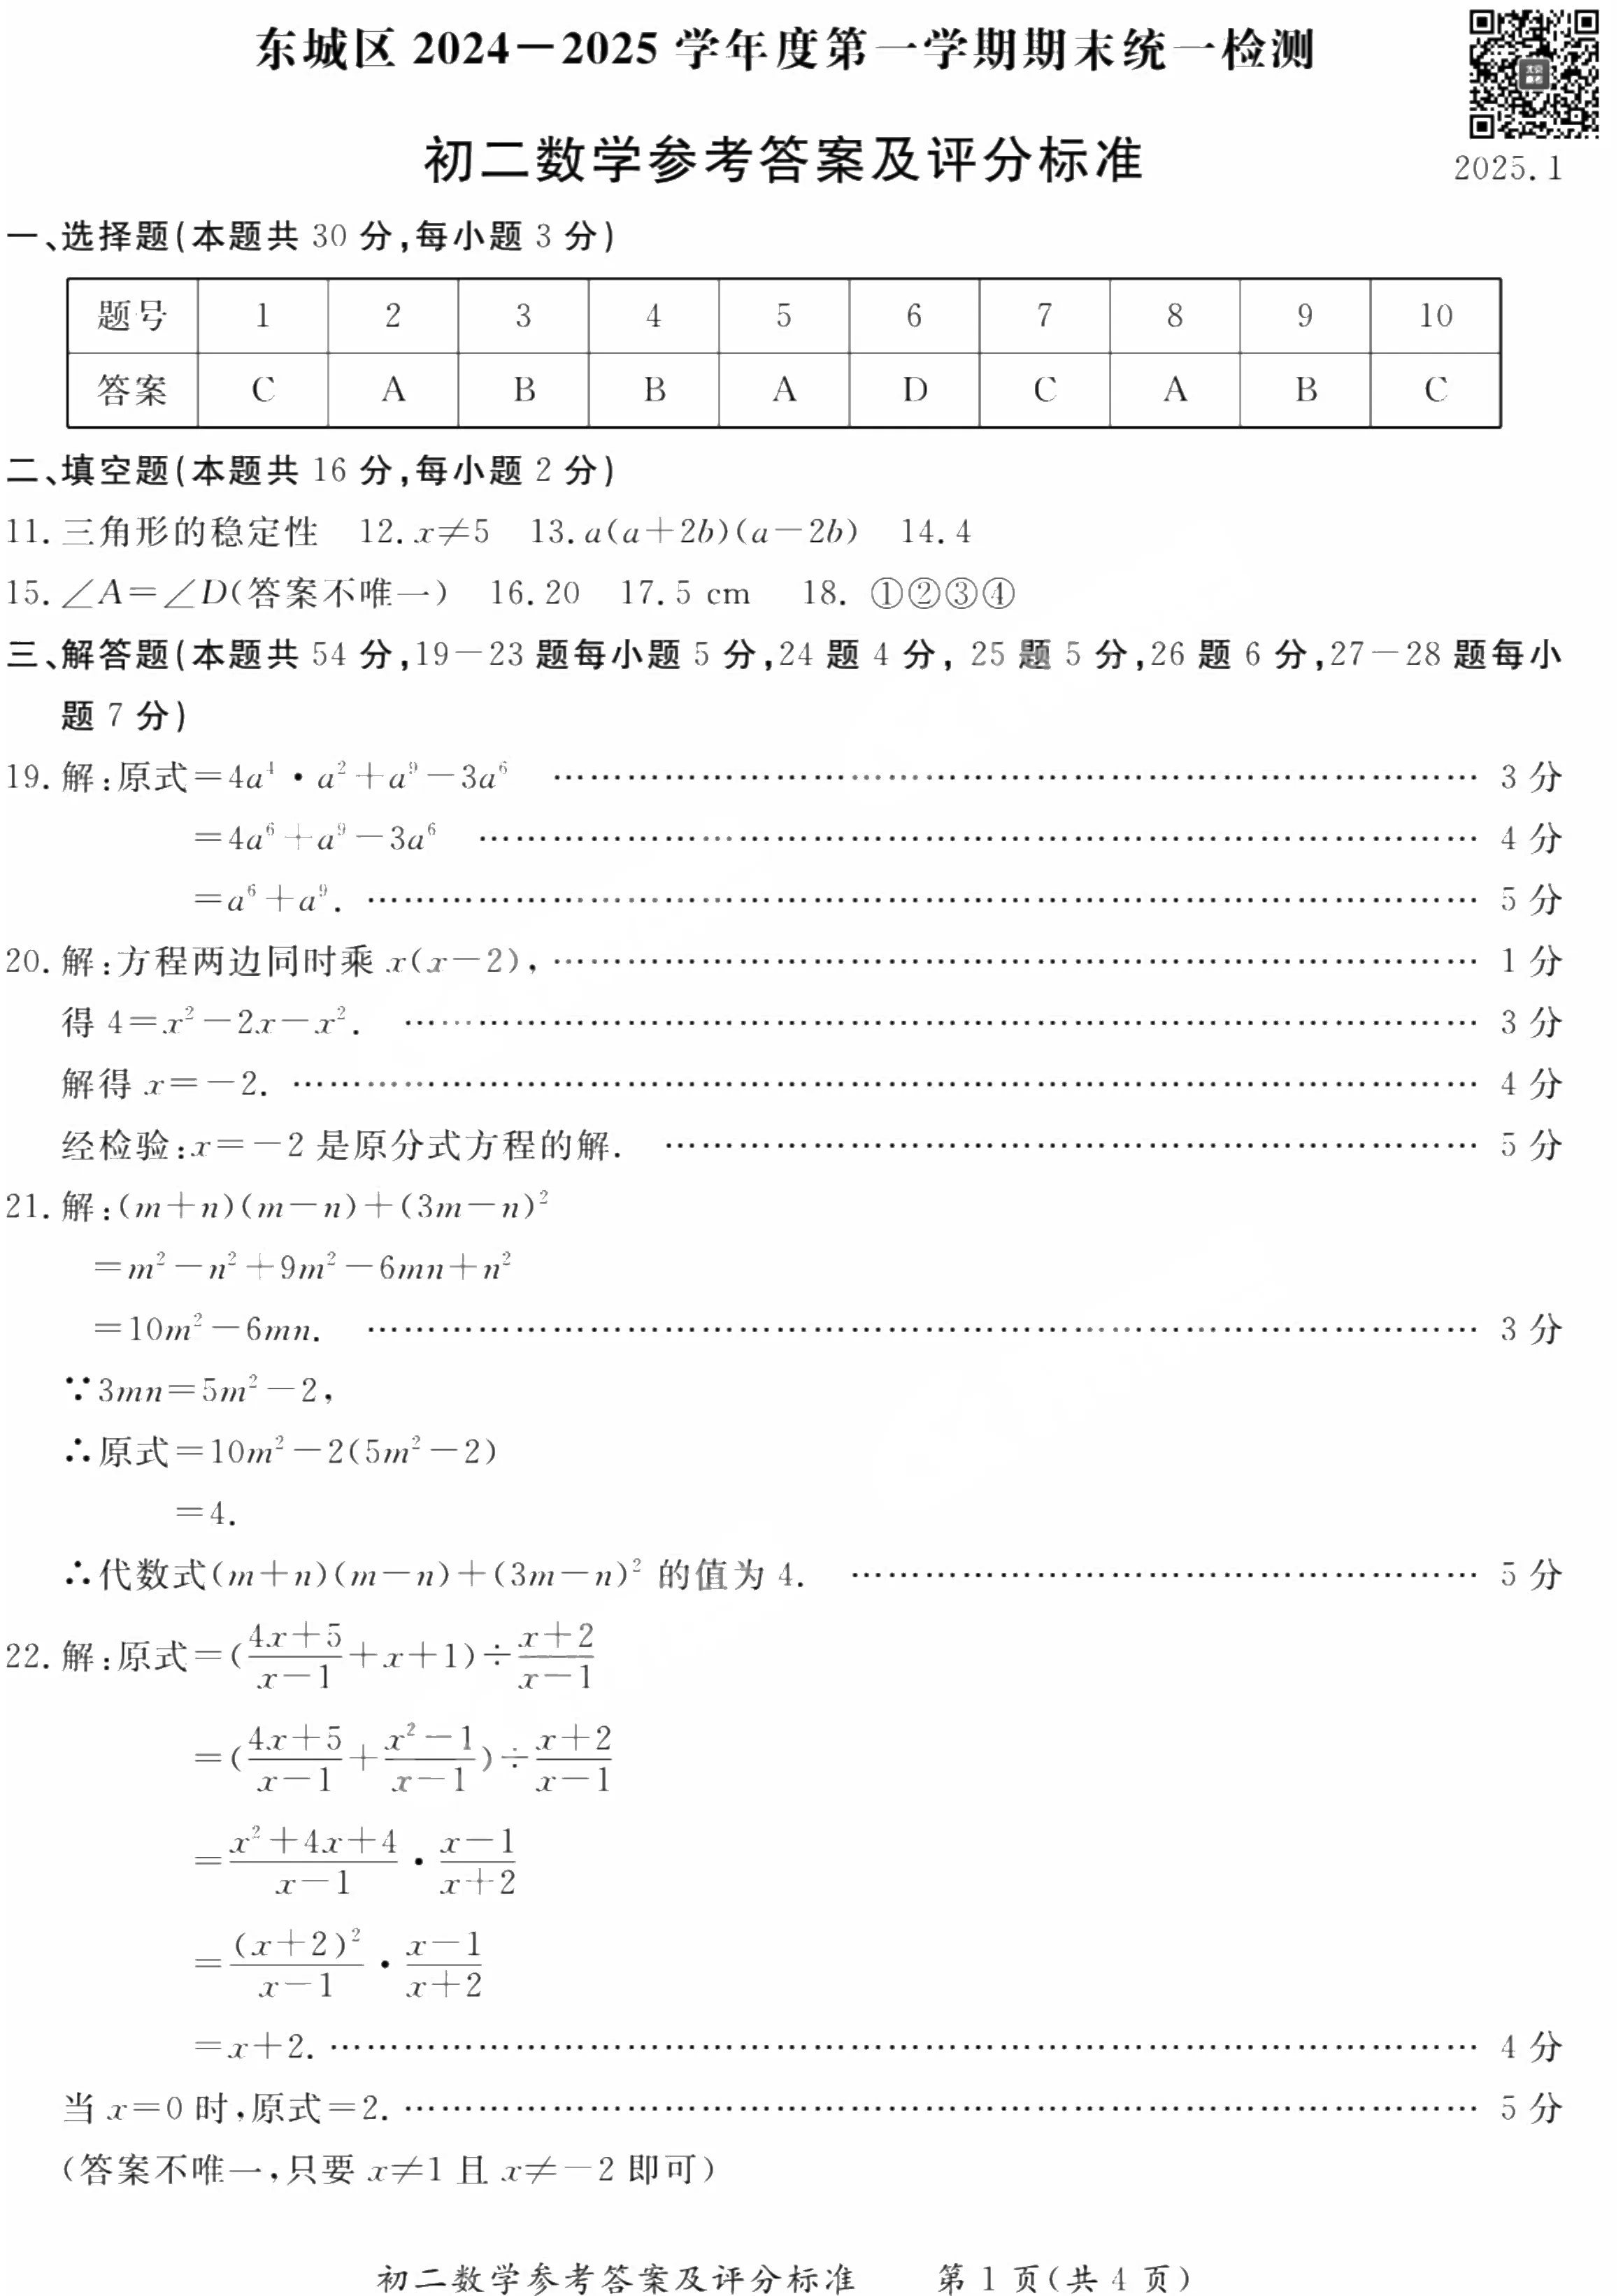 东城区 2024－2025 学年度第一学期期末统一检测
初二数学参考答案及评分标准
2025.1
一、选择题(本题共 30 分,每小题 3 分)
题号 1 2 3 4 5 6 7 8 9 10
答案 C A B B A D C A B C
二、填空题(本题共 16 分,每小题 2 分)
11.三角形的稳定性 12.x≠5 13.a(a+2b)(a-2b) 14.4
15.∠A=∠D(答案不唯一) 16.20 17.5 cm 18. ①②③④
三、解答题(本题共 54 分,19－23 题每小题 5 分,24 题 4 分, 25 题 5 分,26 题 6 分,27－28 题每小
题 7 分)
19.解:原式=4a⁴•a²+a⁹-3a⁶ …………………… 3 分
=4a⁶+a⁹-3a⁶ …………………… 4 分
=a⁶+a⁹. …………………… 5 分
20.解:方程两边同时乘 x(x-2), …………………… 1 分
得 4=x²-2x-x². …………………… 3 分
解得 x=-2. …………………… 4 分
经检验:x=-2 是原分式方程的解. …………………… 5 分
21.解:(m+n)(m-n)+(3m-n)²
=m²-n²+9m²-6mn+n²
=10m²-6mn. …………………… 3 分
∵3mn=5m²-2,
∴原式=10m²-2(5m²-2)
=4.
∴代数式(m+n)(m-n)+(3m-n)² 的值为 4. …………………… 5 分
22.解:原式=(\frac{4x+5}{x-1}+x+1)÷\frac{x+2}{x-1}
=(\frac{4x+5}{x-1}+\frac{x²-1}{x-1})÷\frac{x+2}{x-1}
=\frac{x²+4x+4}{x-1}•\frac{x-1}{x+2}
=\frac{(x+2)²}{x-1}•\frac{x-1}{x+2}
=x+2. …………………… 4 分
当 x=0 时,原式=2. …………………… 5 分
(答案不唯一,只要 x≠1 且 x≠-2 即可)
初二数学参考答案及评分标准 第 1 页(共 4 页)